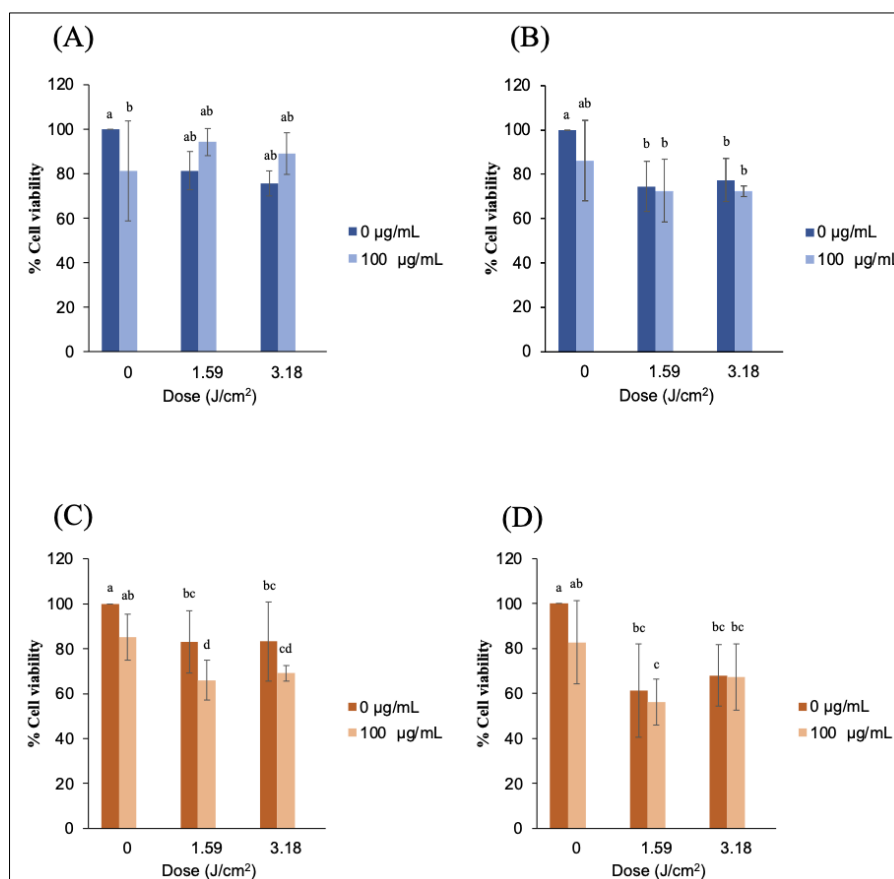 (A)
120
100
80
60
40
20
0
% Cell viability
a b ab ab ab ab
0 1.59 3.18
Dose (J/cm²)
0 µg/mL
100 µg/mL
(B)
120
100
80
60
40
20
0
% Cell viability
a ab b b b b
0 1.59 3.18
Dose (J/cm²)
0 µg/mL
100 µg/mL
(C)
120
100
80
60
40
20
0
% Cell viability
a ab bc d bc cd
0 1.59 3.18
Dose (J/cm²)
0 µg/mL
100 µg/mL
(D)
120
100
80
60
40
20
0
% Cell viability
a ab bc c bc bc
0 1.59 3.18
Dose (J/cm²)
0 µg/mL
100 µg/mL